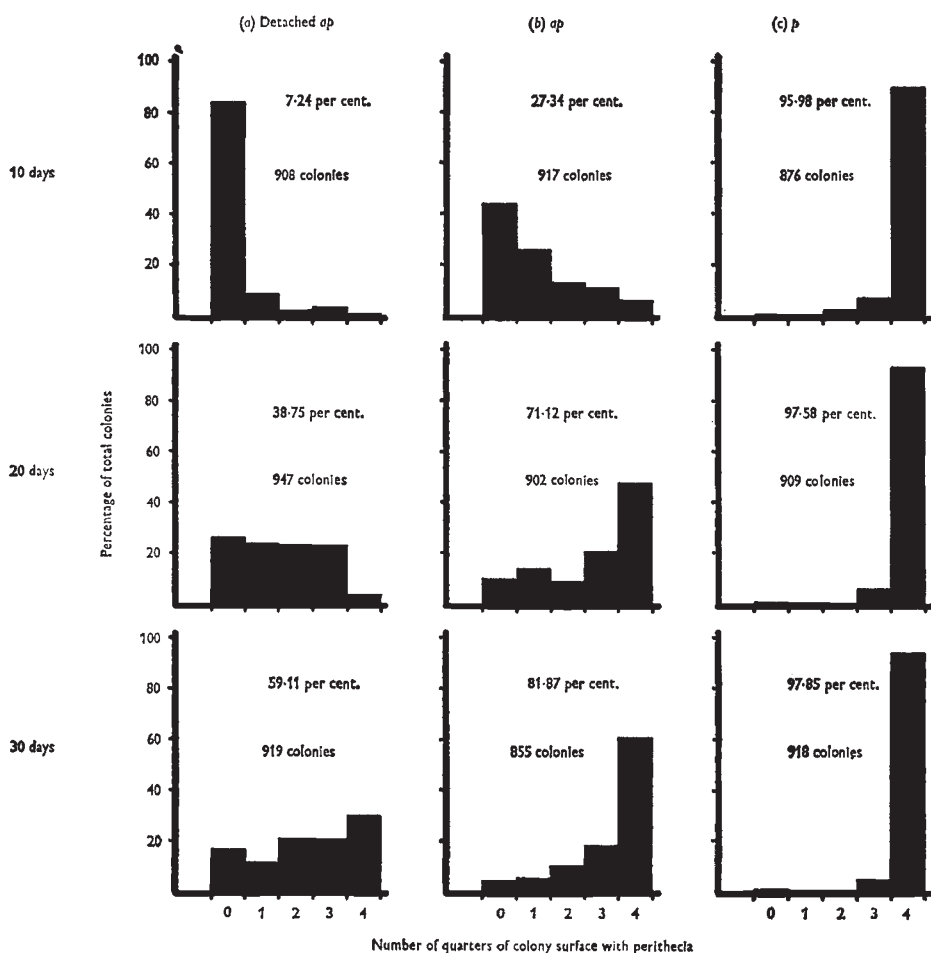 (a) Detached ap
(b) ap
(c) p
10 days
100
80
60
40
20
7·24 per cent.
908 colonies
27·34 per cent.
917 colonies
95·98 per cent.
876 colonies
20 days
Percentage of total colonies
100
80
60
40
20
38·75 per cent.
947 colonies
71·12 per cent.
902 colonies
97·58 per cent.
909 colonies
30 days
100
80
60
40
20
59·11 per cent.
919 colonies
81·87 per cent.
855 colonies
97·85 per cent.
918 colonies
0 1 2 3 4
0 1 2 3 4
0 1 2 3 4
Number of quarters of colony surface with perithecia